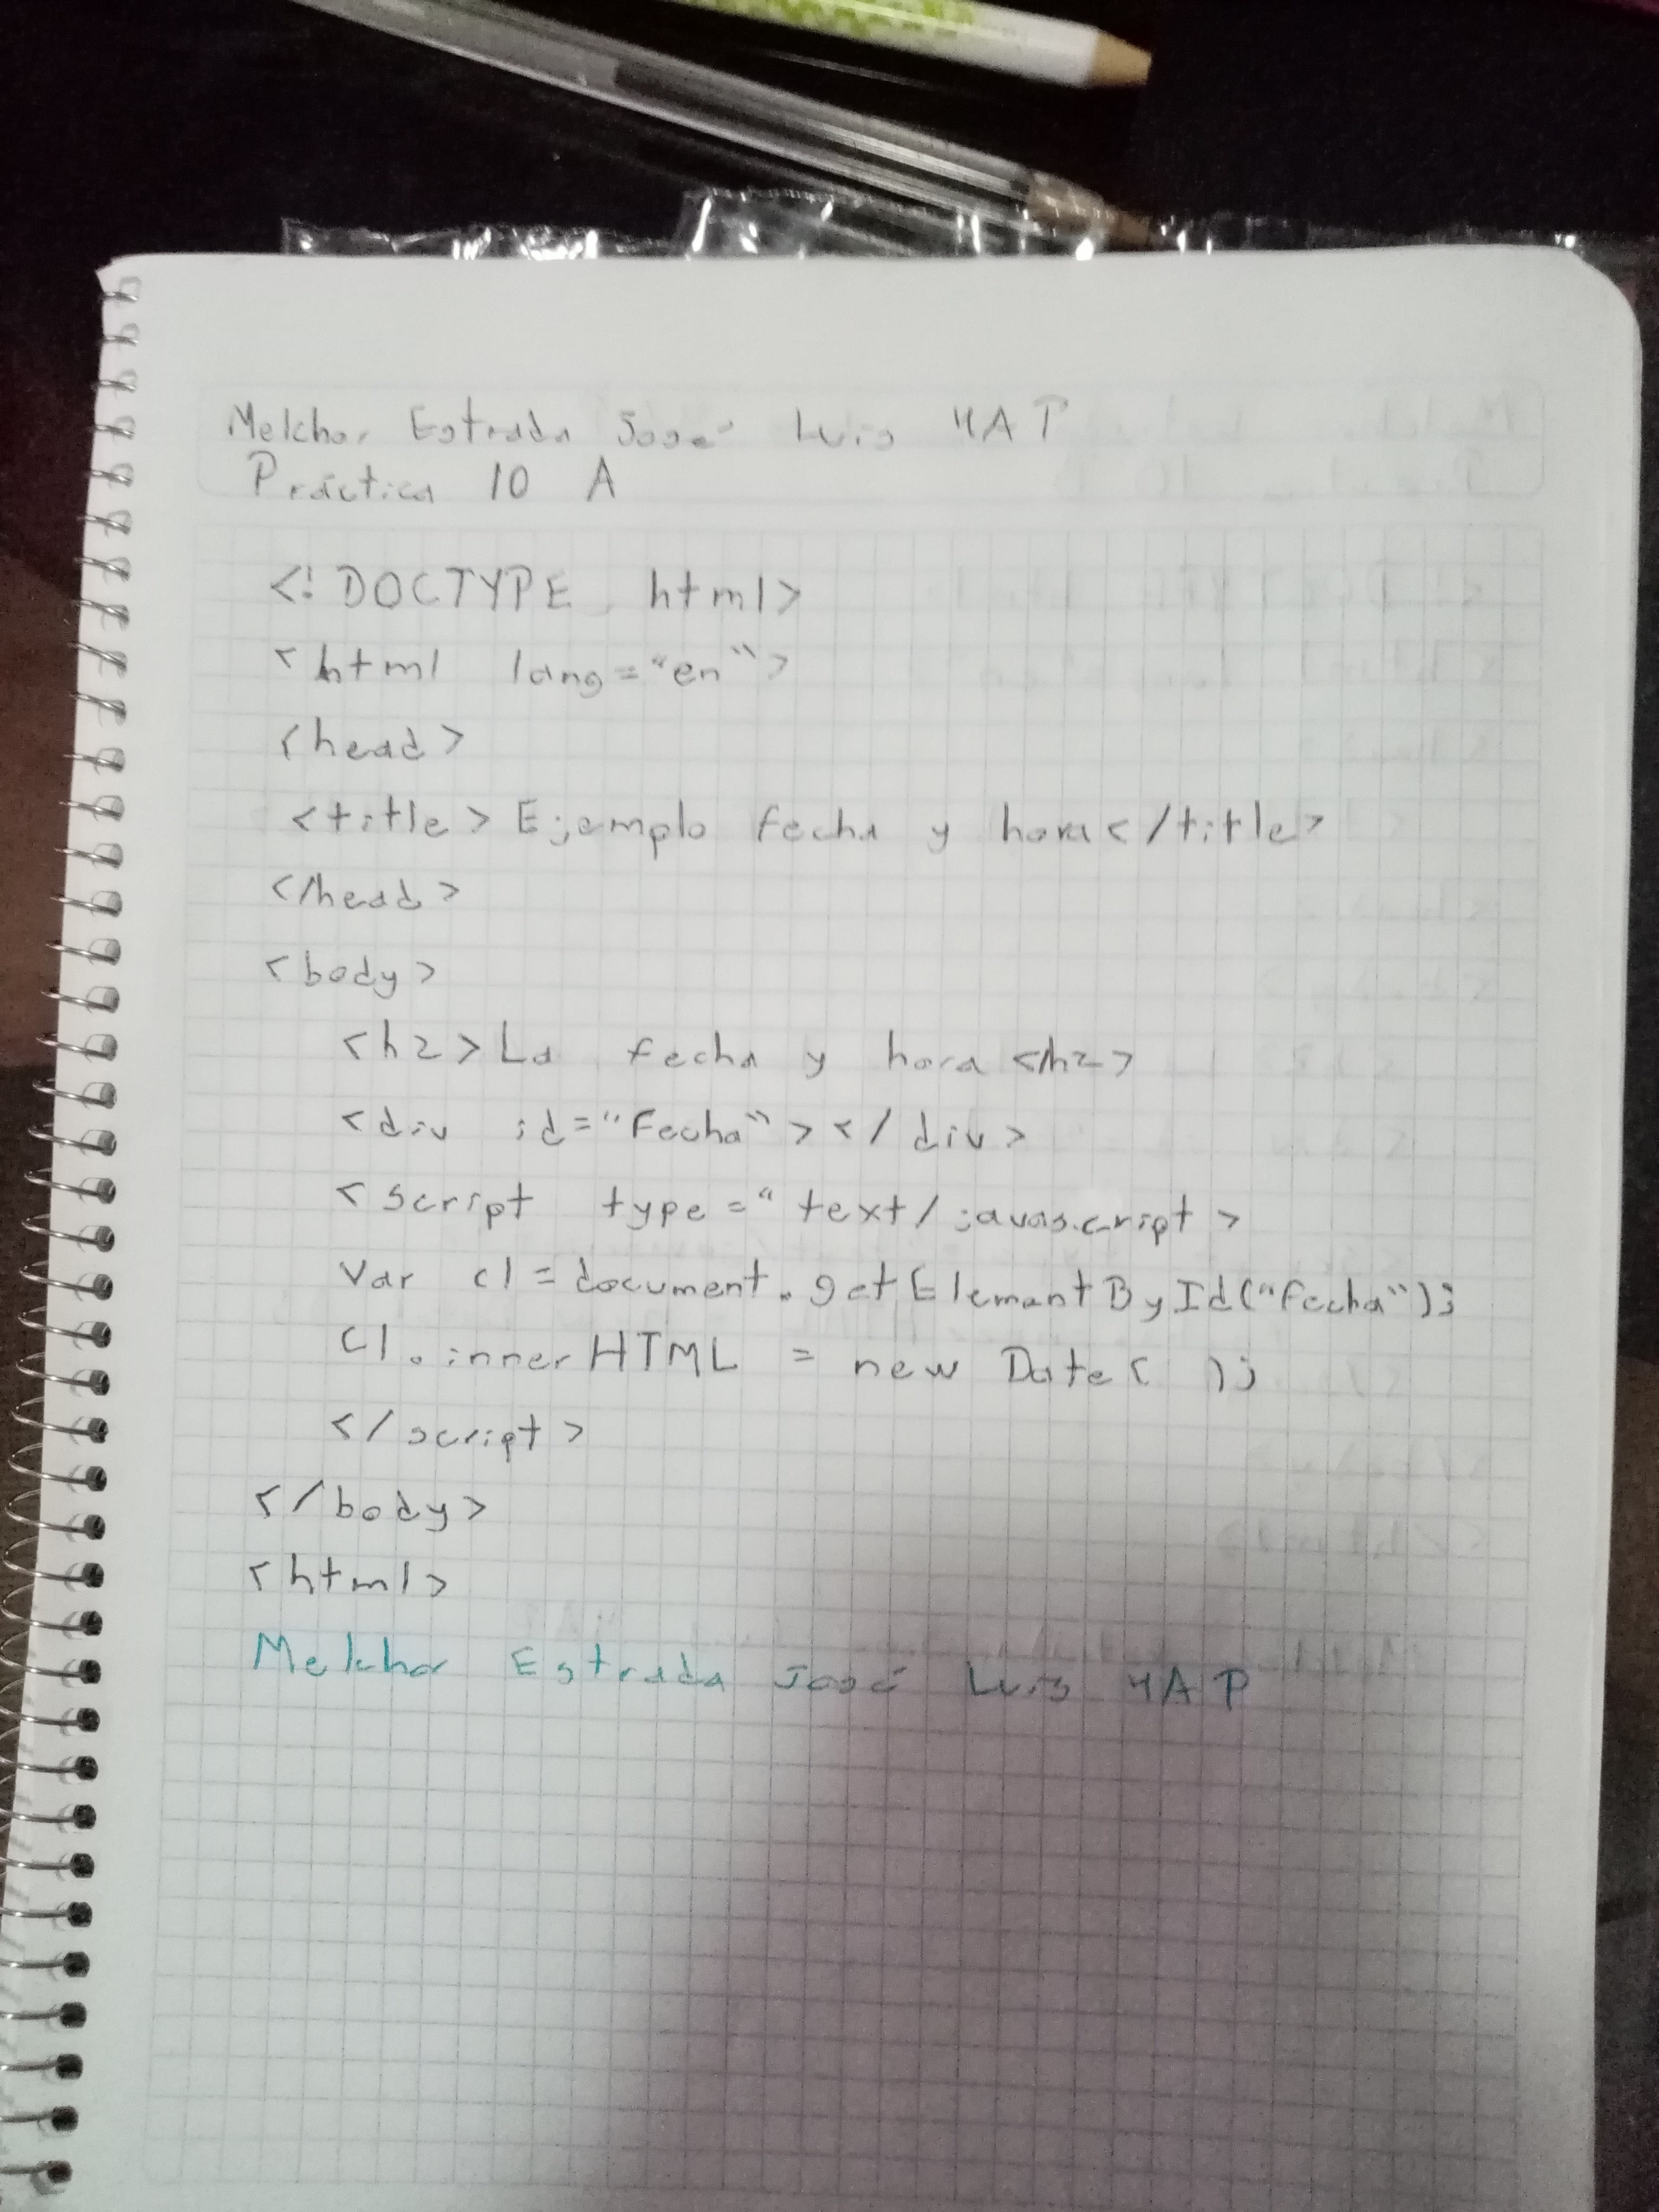 Melchor Estrada José Luis 4AP
Práctica 10 A
<!DOCTYPE html>
<html lang="en">
<head>
<title>Ejemplo fecha y hora</title>
</head>
<body>
<h2>La fecha y hora </h2>
<div id="Fecha"></div>
<script type="text/javascript>
Var cl = document.getElementById("Fecha");
Cl.innerHTML = new Date( );
</script>
</body>
<html>
Melchor Estrada José Luis 4AP